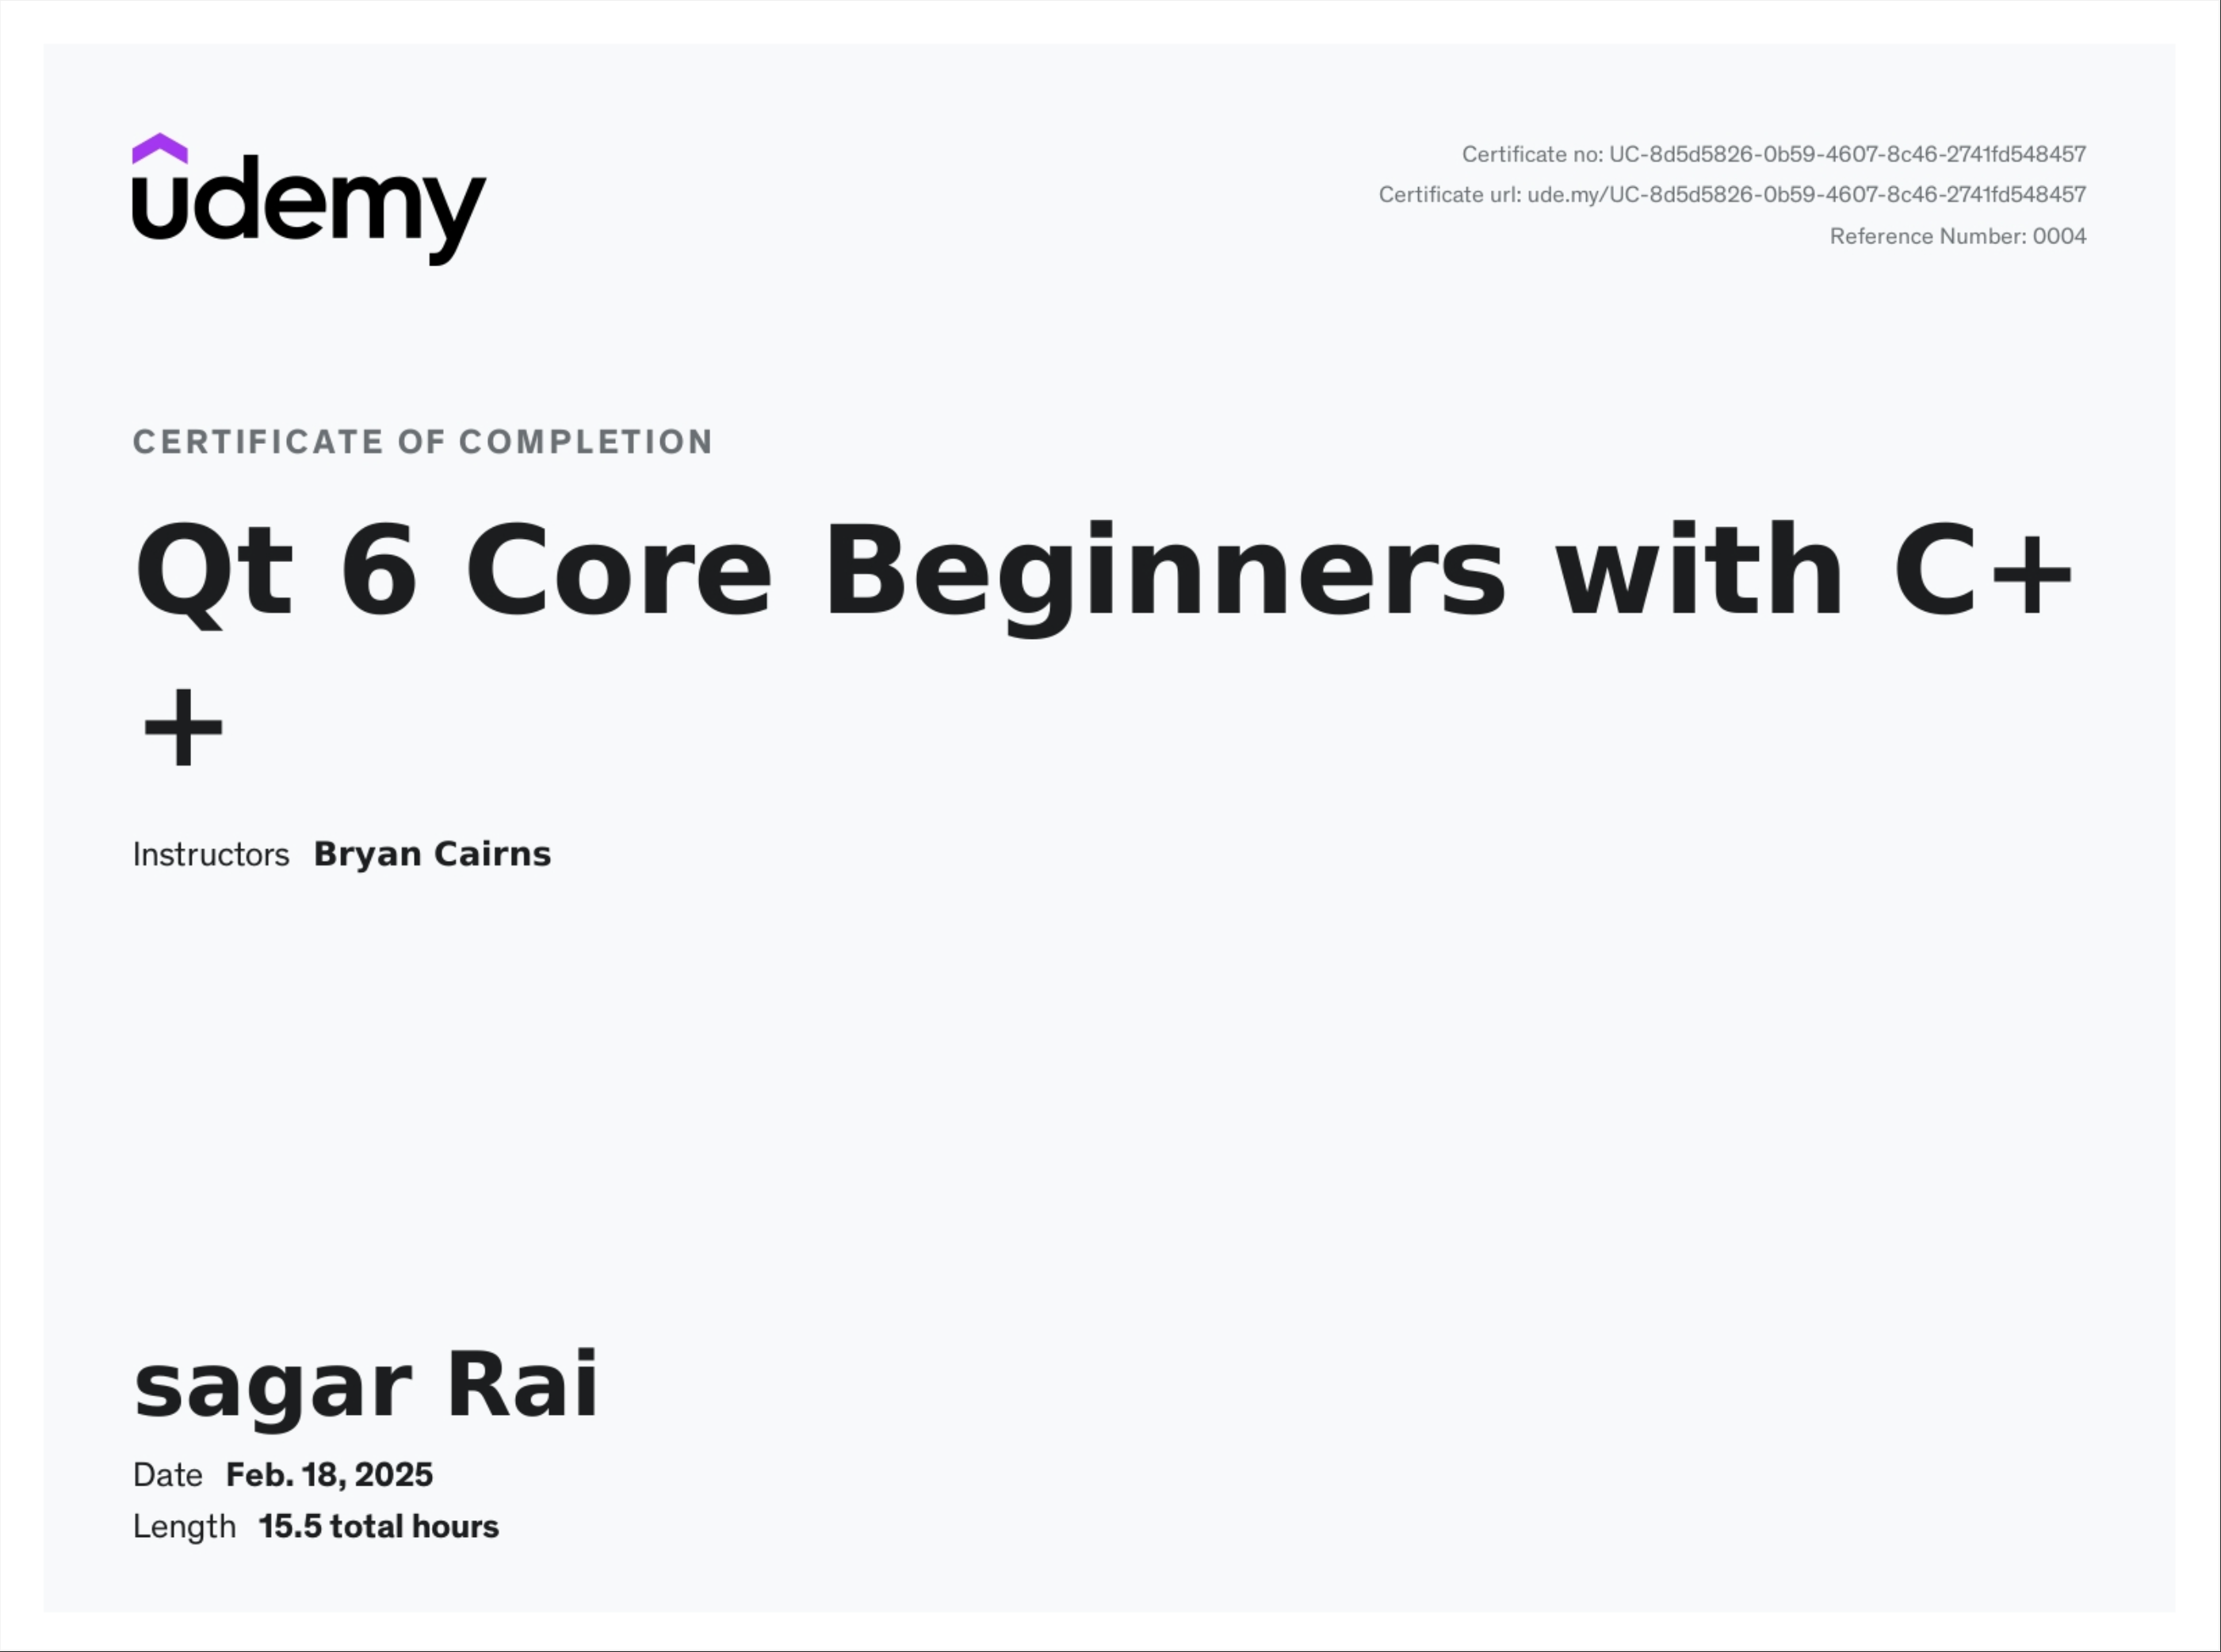 udemy
Certificate no: UC-8d5d5826-0b59-4607-8c46-2741fd548457
Certificate url: ude.my/UC-8d5d5826-0b59-4607-8c46-2741fd548457
Reference Number: 0004
CERTIFICATE OF COMPLETION
Qt 6 Core Beginners with C+
+
Instructors Bryan Cairns
sagar Rai
Date Feb. 18, 2025
Length 15.5 total hours